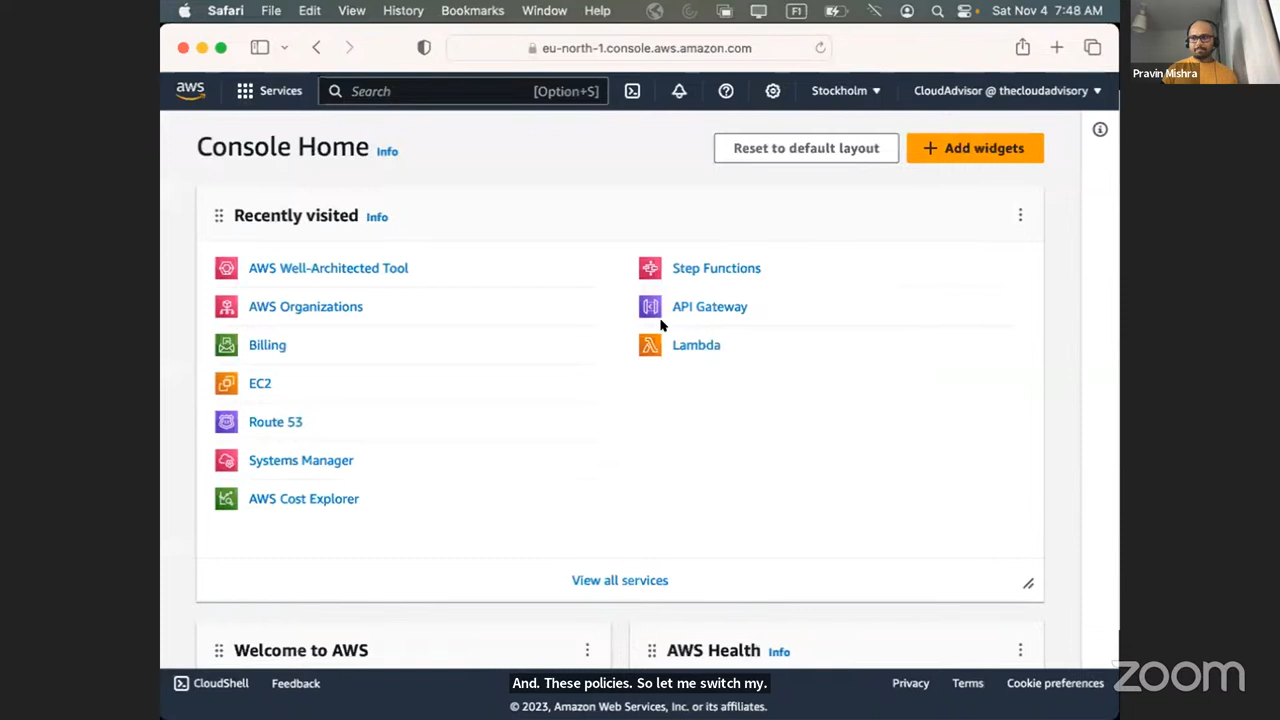 Safari File Edit View History Bookmarks Window Help FI Sat Nov 4 7:48 AM
Pravin Mishra
eu-north-1.console.aws.amazon.com
aws Services Search [Option+S] Stockholm CloudAdvisor @ thecloudadvisory
Console Home Info Reset to default layout + Add widgets
Recently visited Info
AWS Well-Architected Tool
AWS Organizations
Billing
EC2
Route 53
Systems Manager
AWS Cost Explorer
Step Functions
API Gateway
Lambda
View all services
Welcome to AWS
AWS Health Info
CloudShell Feedback And. These policies. So let me switch my. Privacy Terms Cookie preferences
© 2023, Amazon Web Services, Inc. or its affiliates.
zoom